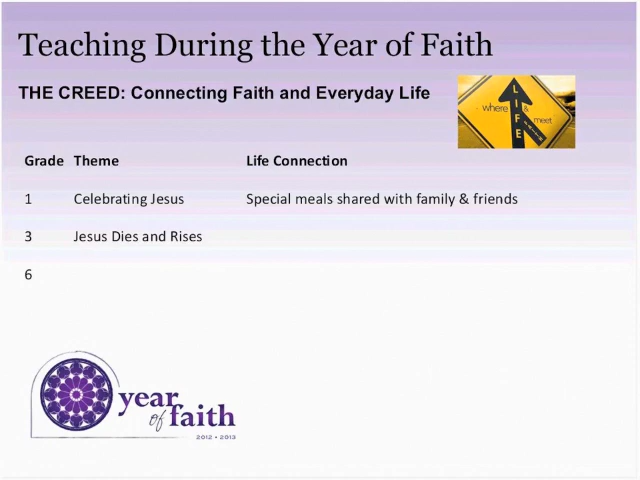 Teaching During the Year of Faith
THE CREED: Connecting Faith and Everyday Life
where LIFE & meet
Grade Theme Life Connection
1 Celebrating Jesus Special meals shared with family & friends
3 Jesus Dies and Rises
6
year
of faith
2012 • 2013